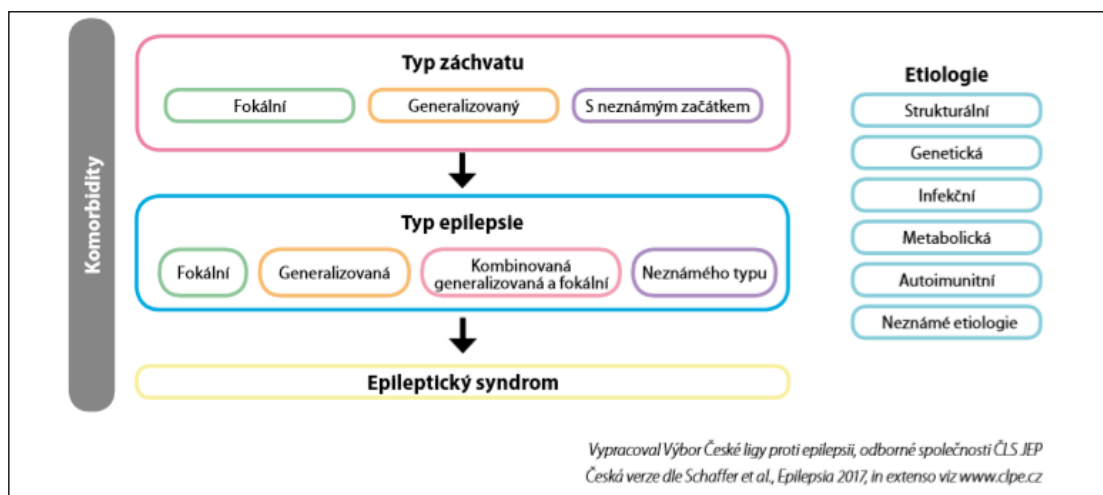 Komorbidity
Typ záchvatu
Fokální
Generalizovaný
S neznámým začátkem
Typ epilepsie
Fokální
Generalizovaná
Kombinovaná
generalizovaná a fokální
Neznámého typu
Epileptický syndrom
Etiologie
Strukturální
Genetická
Infekční
Metabolická
Autoimunitní
Neznámé etiologie
Vypracoval Výbor České ligy proti epilepsii, odborné společnosti ČLS JEP
Česká verze dle Schaffer et al., Epilepsia 2017, in extenso viz www.clpe.cz